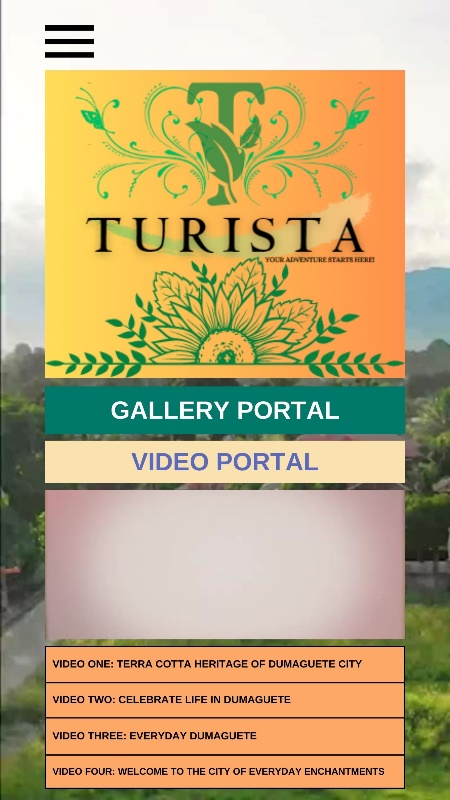 T
TURISTA
YOUR ADVENTURE STARTS HERE!
GALLERY PORTAL
VIDEO PORTAL
VIDEO ONE: TERRA COTTA HERITAGE OF DUMAGUETE CITY
VIDEO TWO: CELEBRATE LIFE IN DUMAGUETE
VIDEO THREE: EVERYDAY DUMAGUETE
VIDEO FOUR: WELCOME TO THE CITY OF EVERYDAY ENCHANTMENTS